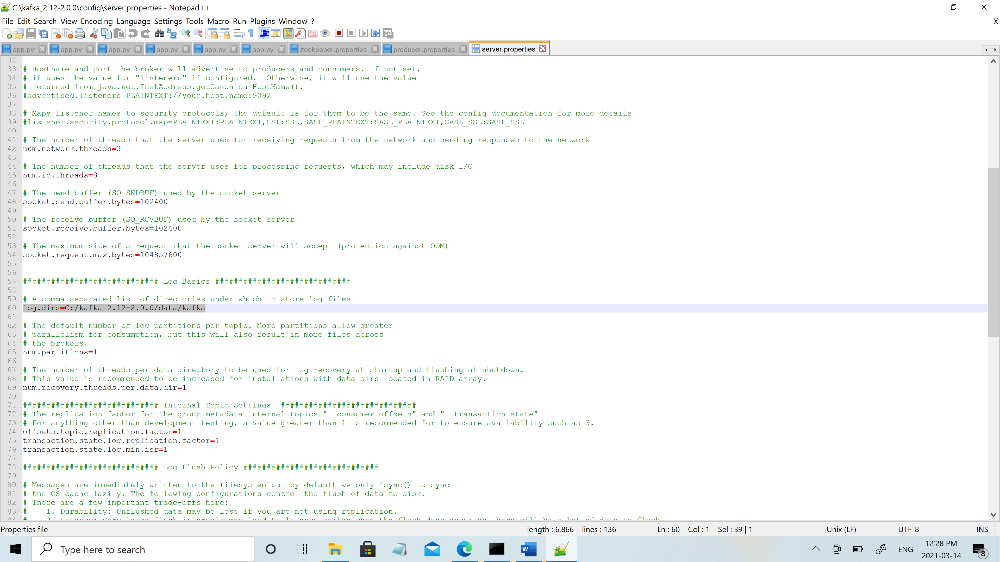 C:\kafka_2.12-2.0.0\config\server.properties - Notepad++
File Edit Search View Encoding Language Settings Tools Macro Run Plugins Window ? X
app.py app.py app.py app.py app.py app.py zookeeper.properties producer.properties server.properties
32
33 # Hostname and port the broker will advertise to producers and consumers. If not set,
34 # it uses the value for "listeners" if configured.  Otherwise, it will use the value
35 # returned from java.net.InetAddress.getCanonicalHostName().
36 #advertised.listeners=PLAINTEXT://your.host.name:9092
37
38 # Maps listener names to security protocols, the default is for them to be the same. See the config documentation for more details
39 #listener.security.protocol.map=PLAINTEXT:PLAINTEXT,SSL:SSL,SASL_PLAINTEXT:SASL_PLAINTEXT,SASL_SSL:SASL_SSL
40
41 # The number of threads that the server uses for receiving requests from the network and sending responses to the network
42 num.network.threads=3
43
44 # The number of threads that the server uses for processing requests, which may include disk I/O
45 num.io.threads=8
46
47 # The send buffer (SO_SNDBUF) used by the socket server
48 socket.send.buffer.bytes=102400
49
50 # The receive buffer (SO_RCVBUF) used by the socket server
51 socket.receive.buffer.bytes=102400
52
53 # The maximum size of a request that the socket server will accept (protection against OOM)
54 socket.request.max.bytes=104857600
55
56
57 ############################# Log Basics #############################
58
59 # A comma separated list of directories under which to store log files
60 log.dirs=C:/kafka_2.12-2.0.0/data/kafka
61
62 # The default number of log partitions per topic. More partitions allow greater
63 # parallelism for consumption, but this will also result in more files across
64 # the brokers.
65 num.partitions=1
66
67 # The number of threads per data directory to be used for log recovery at startup and flushing at shutdown.
68 # This value is recommended to be increased for installations with data dirs located in RAID array.
69 num.recovery.threads.per.data.dir=1
70
71 ############################# Internal Topic Settings  #############################
72 # The replication factor for the group metadata internal topics "__consumer_offsets" and "__transaction_state"
73 # For anything other than development testing, a value greater than 1 is recommended for to ensure availability such as 3.
74 offsets.topic.replication.factor=1
75 transaction.state.log.replication.factor=1
76 transaction.state.log.min.isr=1
77
78 ############################# Log Flush Policy #############################
79
80 # Messages are immediately written to the filesystem but by default we only fsync() to sync
81 # the OS cache lazily. The following configurations control the flush of data to disk.
82 # There are a few important trade-offs here:
83 #    1. Durability: Unflushed data may be lost if you are not using replication.
84 #    2. Latency: Very large flush intervals may lead to latency spikes when the flush does occur as there will be a lot of data to flush
Properties file length : 6,866 lines : 136 Ln : 60 Col : 1 Sel : 39 | 1 Unix (LF) UTF-8 INS
Type here to search W ENG 12:28 PM
2021-03-14 8